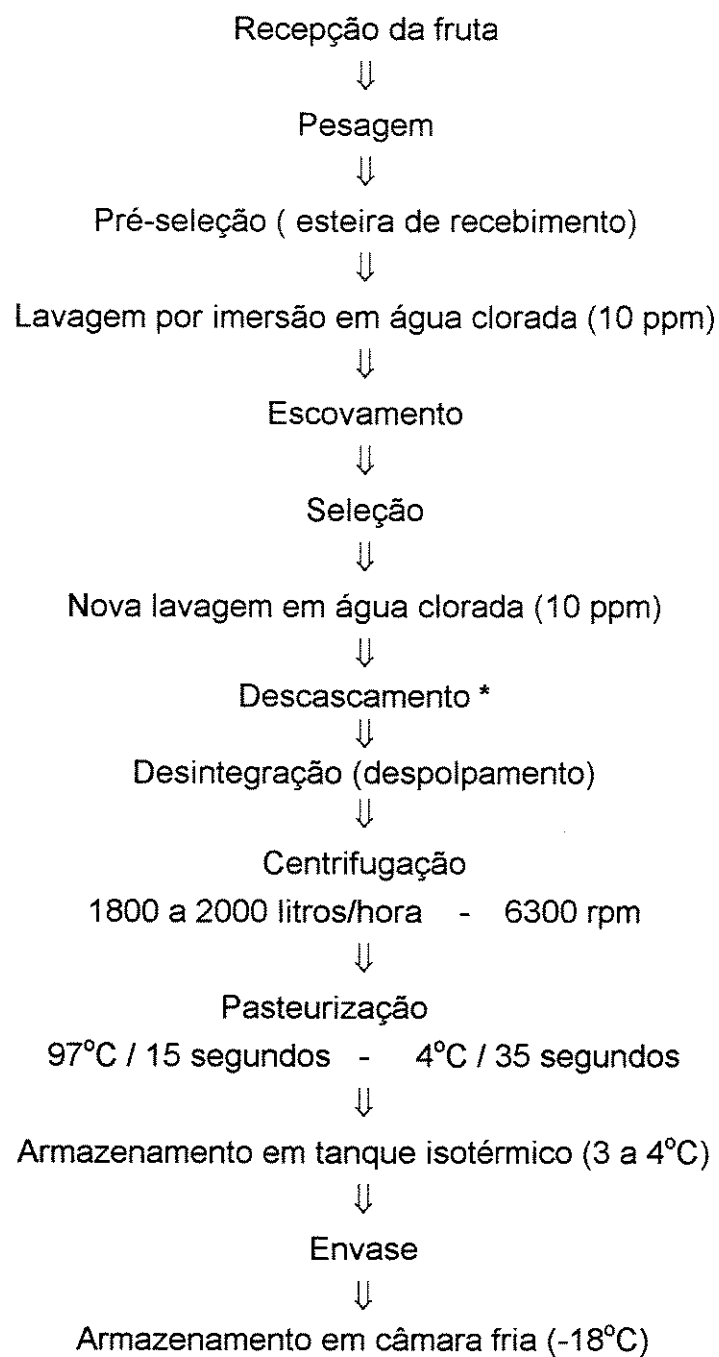 Recepção da fruta
⇓
Pesagem
⇓
Pré-seleção ( esteira de recebimento)
⇓
Lavagem por imersão em água clorada (10 ppm)
⇓
Escovamento
⇓
Seleção
⇓
Nova lavagem em água clorada (10 ppm)
⇓
Descascamento *
⇓
Desintegração (despolpamento)
⇓
Centrifugação
1800 a 2000 litros/hora - 6300 rpm
⇓
Pasteurização
97°C / 15 segundos - 4°C / 35 segundos
⇓
Armazenamento em tanque isotérmico (3 a 4°C)
⇓
Envase
⇓
Armazenamento em câmara fria (-18°C)